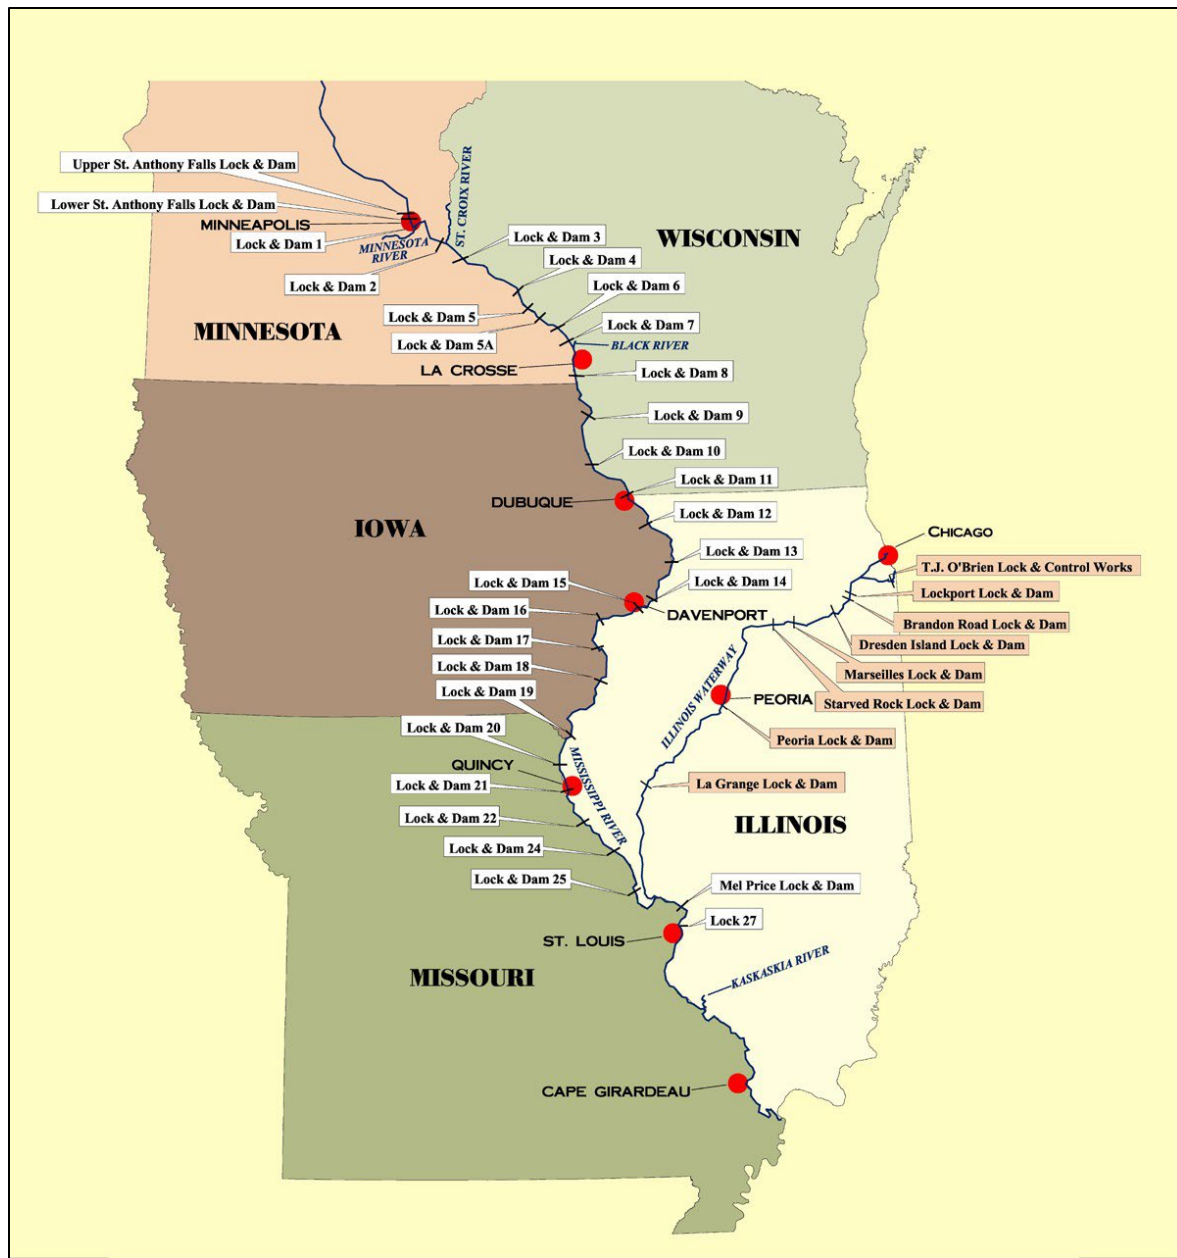 Upper St. Anthony Falls Lock & Dam
Lower St. Anthony Falls Lock & Dam
MINNEAPOLIS
Lock & Dam 1
MINNESOTA
RIVER
ST. CROIX RIVER
Lock & Dam 2
Lock & Dam 3
WISCONSIN
Lock & Dam 4
Lock & Dam 6
Lock & Dam 5
MINNESOTA
Lock & Dam 7
Lock & Dam 5A
BLACK RIVER
LA CROSSE
Lock & Dam 8
Lock & Dam 9
Lock & Dam 10
Lock & Dam 11
DUBUQUE
Lock & Dam 12
IOWA
CHICAGO
Lock & Dam 13
T.J. O'Brien Lock & Control Works
Lock & Dam 15
Lock & Dam 14
Lockport Lock & Dam
Lock & Dam 16
DAVENPORT
Brandon Road Lock & Dam
Lock & Dam 17
Dresden Island Lock & Dam
Lock & Dam 18
Marseilles Lock & Dam
ILLINOIS WATERWAY
Lock & Dam 19
PEORIA
Starved Rock Lock & Dam
Lock & Dam 20
Peoria Lock & Dam
MISSISSIPPI RIVER
QUINCY
Lock & Dam 21
La Grange Lock & Dam
Lock & Dam 22
ILLINOIS
Lock & Dam 24
Lock & Dam 25
Mel Price Lock & Dam
Lock 27
ST. LOUIS
MISSOURI
KASKASKIA RIVER
CAPE GIRARDEAU